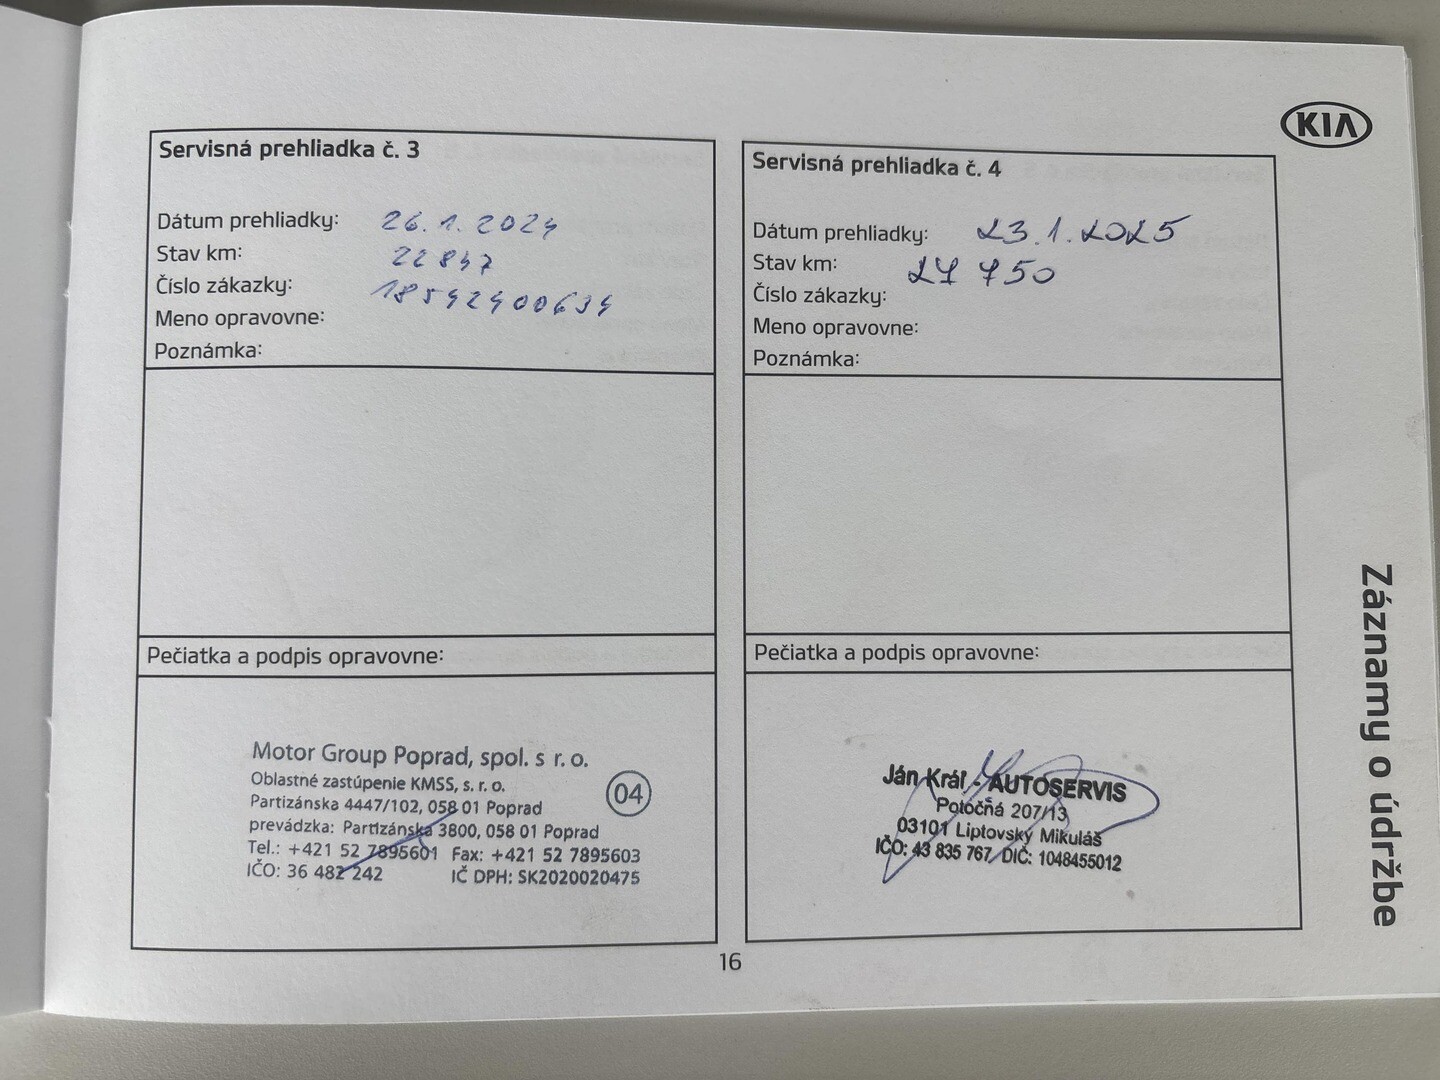 KIA
Servisná prehliadka č. 3
Dátum prehliadky: 26.1.2024
Stav km: 22847
Číslo zákazky: 18542400634
Meno opravovne:
Poznámka:
Pečiatka a podpis opravovne:
Motor Group Poprad, spol. s r. o.
Oblastné zastúpenie KMSS, s. r. o.
Partizánska 4447/102, 058 01 Poprad
prevádzka: Partizánska 3800, 058 01 Poprad
Tel.: +421 52 7895601 Fax: +421 52 7895603
IČO: 36 482 242 IČ DPH: SK2020020475
04
Servisná prehliadka č. 4
Dátum prehliadky: 23.1.2025
Stav km: 27 750
Číslo zákazky:
Meno opravovne:
Poznámka:
Pečiatka a podpis opravovne:
Ján Kráľ - AUTOSERVIS
Potočná 207/13
03101 Liptovský Mikuláš
IČO: 43 835 767, DIČ: 1048455012
Záznamy o údržbe
16